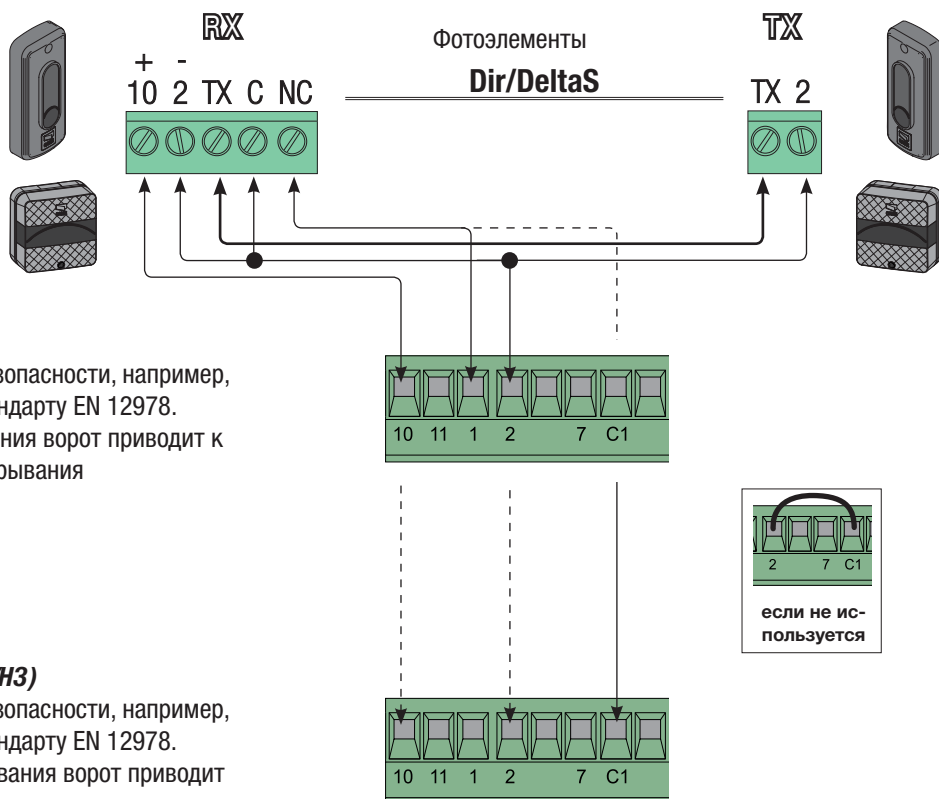 RX
Фотоэлементы
TX
Dir/DeltaS
+ -
10 2 TX C NC
TX 2
зопасности, например,
ндарту EN 12978.
ния ворот приводит к
рывания
10 11 1 2 7 C1
2 7 C1
если не ис-
пользуется
НЗ)
зопасности, например,
ндарту EN 12978.
вания ворот приводит
10 11 1 2 7 C1